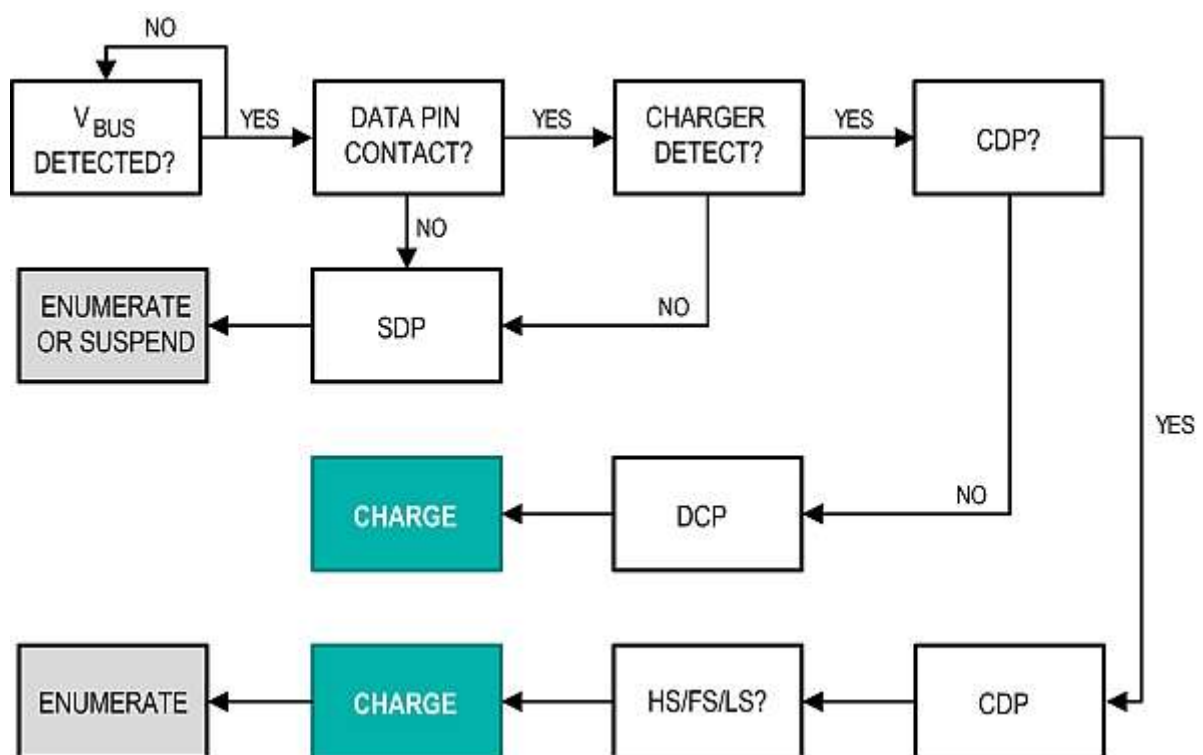 NO
V BUS
DETECTED?
YES
DATA PIN
CONTACT?
YES
CHARGER
DETECT?
YES
CDP?
NO
ENUMERATE
OR SUSPEND
SDP
NO
YES
CHARGE
DCP
NO
ENUMERATE
CHARGE
HS/FS/LS?
CDP